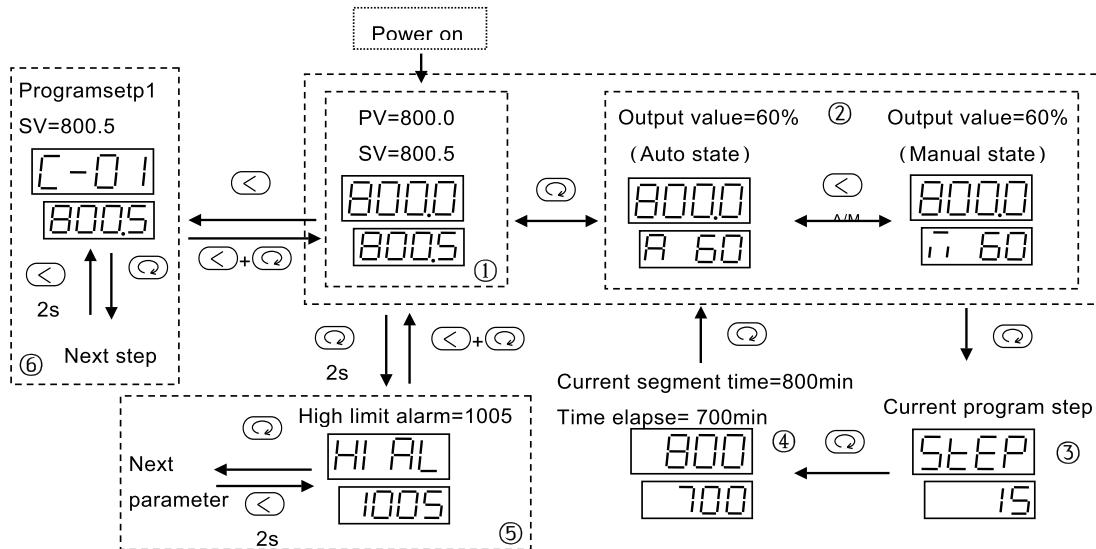 Power on
Programsetp1
SV=800.5
C-01
800.5
2s
Next step
⑥
+
PV=800.0
SV=800.5
800.0
800.5
①
Output value=60%
(Auto state)
800.0
A 60
②
A/M
Output value=60%
(Manual state)
800.0
60
2s
+
High limit alarm=1005
HI AL
1005
Next
parameter
2s
⑤
Current segment time=800min
Time elapse= 700min
800
700
④
Current program step
StEP
15
③